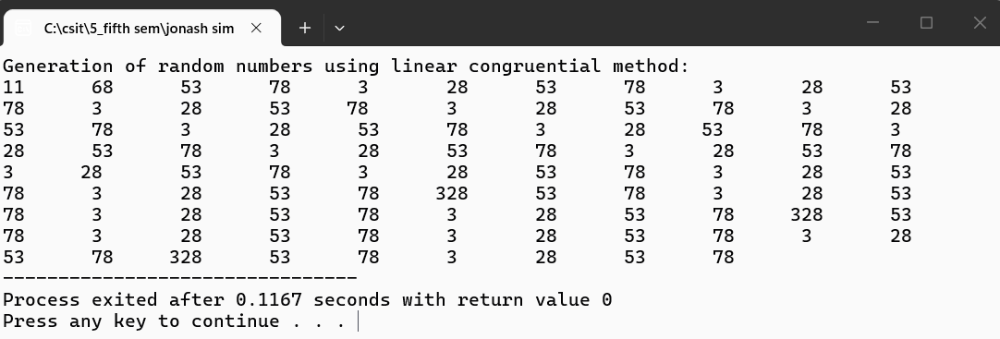 C:\csit\5_fifth sem\jonash sim
Generation of random numbers using linear congruential method:
11 68 53 78 3 28 53 78 3 28 53
78 3 28 53 78 3 28 53 78 3 28
53 78 3 28 53 78 3 28 53 78 3
28 53 78 3 28 53 78 3 28 53 78
3 28 53 78 3 28 53 78 3 28 53
78 3 28 53 78 328 53 78 3 28 53
78 3 28 53 78 3 28 53 78 328 53
78 3 28 53 78 3 28 53 78 3 28
53 78 328 53 78 3 28 53 78
--------------------------------
Process exited after 0.1167 seconds with return value 0
Press any key to continue . . .